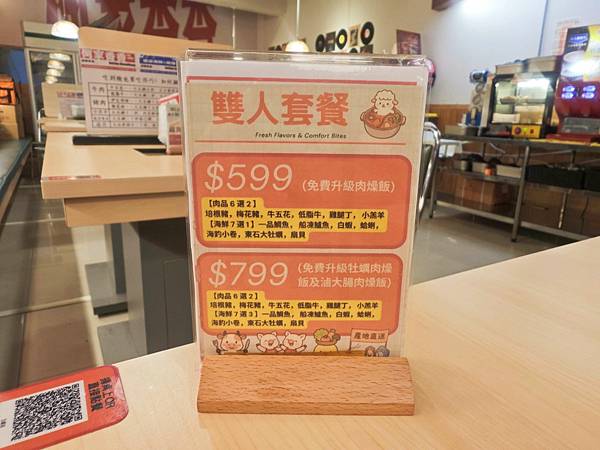 雙人套餐
Fresh Flavors & Comfort Bites
$599 (免費升級肉燥飯)
【肉品6選2】
培根豬，梅花豬，牛五花，低脂牛，雞腿丁，小羔羊
【海鮮7選1】一品鯛魚，船凍鱸魚，白蝦，蛤蜊，
海釣小卷，東石大牡蠣，扇貝
$799 (免費升級牡蠣肉燥
飯及滷大腸肉燥飯)
【肉品6選2】
培根豬，梅花豬，牛五花，低脂牛，雞腿丁，小羔羊
【海鮮7選3】一品鯛魚，船凍鱸魚，白蝦，蛤蜊，
海釣小卷，東石大牡蠣，扇貝
產地直送